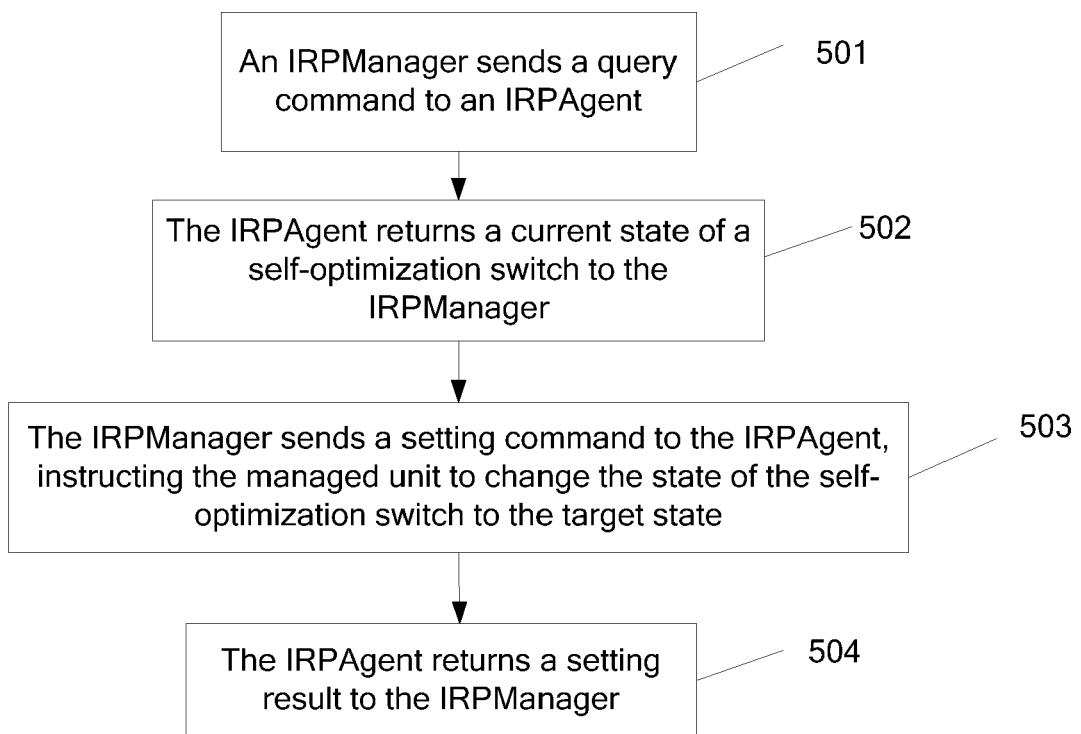 An IRPManager sends a query
command to an IRPAgent
501
The IRPAgent returns a current state of a
self-optimization switch to the
IRPManager
502
The IRPManager sends a setting command to the IRPAgent,
instructing the managed unit to change the state of the self-
optimization switch to the target state
503
The IRPAgent returns a setting
result to the IRPManager
504